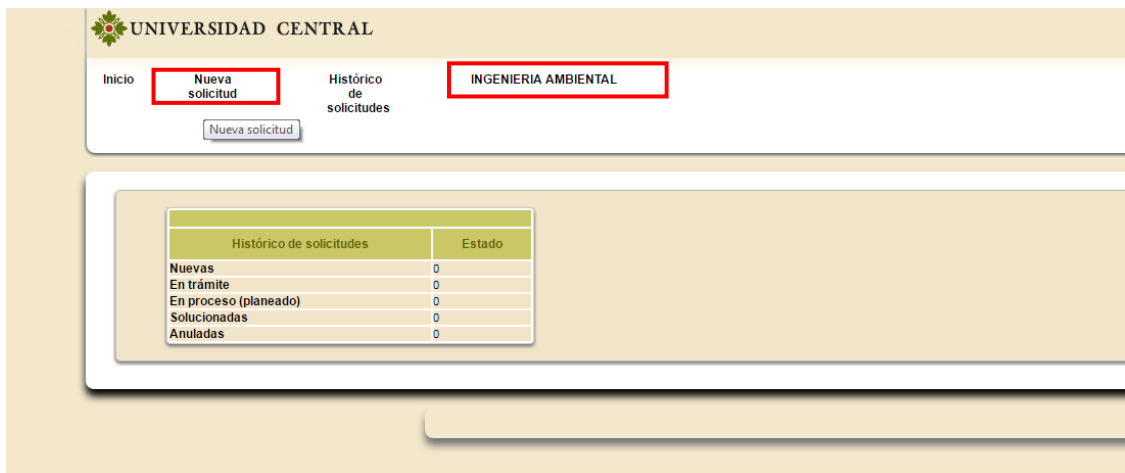 UNIVERSIDAD CENTRAL
Inicio
Nueva
solicitud
Histórico
de
solicitudes
INGENIERIA AMBIENTAL
Nueva solicitud
Histórico de solicitudes Estado
Nuevas 0
En trámite 0
En proceso (planeado) 0
Solucionadas 0
Anuladas 0